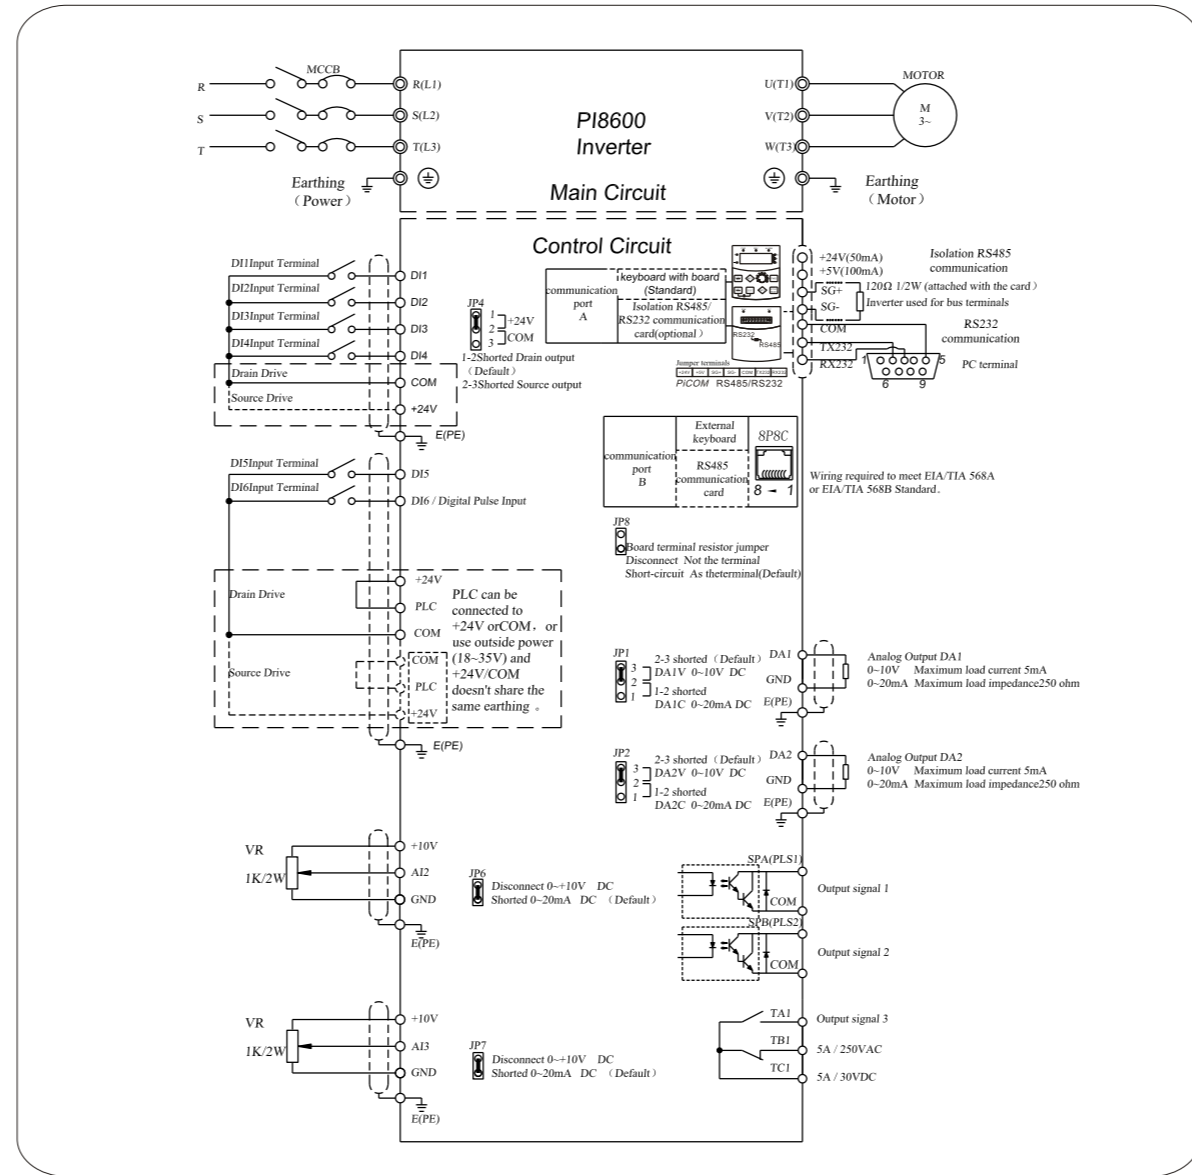 R
MCCB
R(L1)
S
S(L2)
T
T(L3)
Earthing
（Power）
PI8600
Inverter
Main Circuit
U(T1)
V(T2)
W(T3)
MOTOR
M
3~
Earthing
（Motor）
Control Circuit
DI1Input Terminal
DI1
DI2Input Terminal
DI2
DI3Input Terminal
DI3
DI4Input Terminal
DI4
Drain Drive
COM
Source Drive
+24V
E(PE)
JP4
1
2
3
+24V
COM
1-2Shorted Drain output
（Default）
2-3Shorted Source output
communication
port
A
keyboard with board
(Standard)
Isolation RS485/
RS232 communication
card(optional）
RS232
RS485
Jumper terminals
+24V +5V SG+ SG- COM TX232 RX232
PiCOM RS485/RS232
+24V(50mA)
+5V(100mA)
SG+
SG-
COM
TX232
RX232
Isolation RS485
communication
120Ω 1/2W (attached with the card）
Inverter used for bus terminals
RS232
communication
1
5
6
9
PC terminal
communication
port
B
External
keyboard
RS485
communication
card
8P8C
8
1
Wiring required to meet EIA/TIA 568A
or EIA/TIA 568B Standard.
JP8
Board terminal resistor jumper
Disconnect Not the terminal
Short-circuit As theterminal(Default)
DI5Input Terminal
DI5
DI6Input Terminal
DI6 / Digital Pulse Input
Drain Drive
+24V
PLC
COM
Source Drive
COM
PLC
+24V
E(PE)
PLC can be
connected to
+24V orCOM，or
use outside power
(18~35V) and
+24V/COM
doesn't share the
same earthing 。
JP1
3
2
1
2-3 shorted（Default）
DA1V 0~10V DC
1-2 shorted
DA1C 0~20mA DC
DA1
GND
E(PE)
Analog Output DA1
0~10V Maximum load current 5mA
0~20mA Maximum load impedance250 ohm
JP2
3
2
1
2-3 shorted（Default）
DA2V 0~10V DC
1-2 shorted
DA2C 0~20mA DC
DA2
GND
E(PE)
Analog Output DA2
0~10V Maximum load current 5mA
0~20mA Maximum load impedance250 ohm
VR
1K/2W
+10V
AI2
GND
E(PE)
JP6
Disconnect 0~+10V DC
Shorted 0~20mA DC （Default）
SPA(PLS1)
COM
Output signal 1
SPB(PLS2)
COM
Output signal 2
VR
1K/2W
+10V
AI3
GND
E(PE)
JP7
Disconnect 0~+10V DC
Shorted 0~20mA DC （Default）
TA1
Output signal 3
TB1
5A / 250VAC
TC1
5A / 30VDC